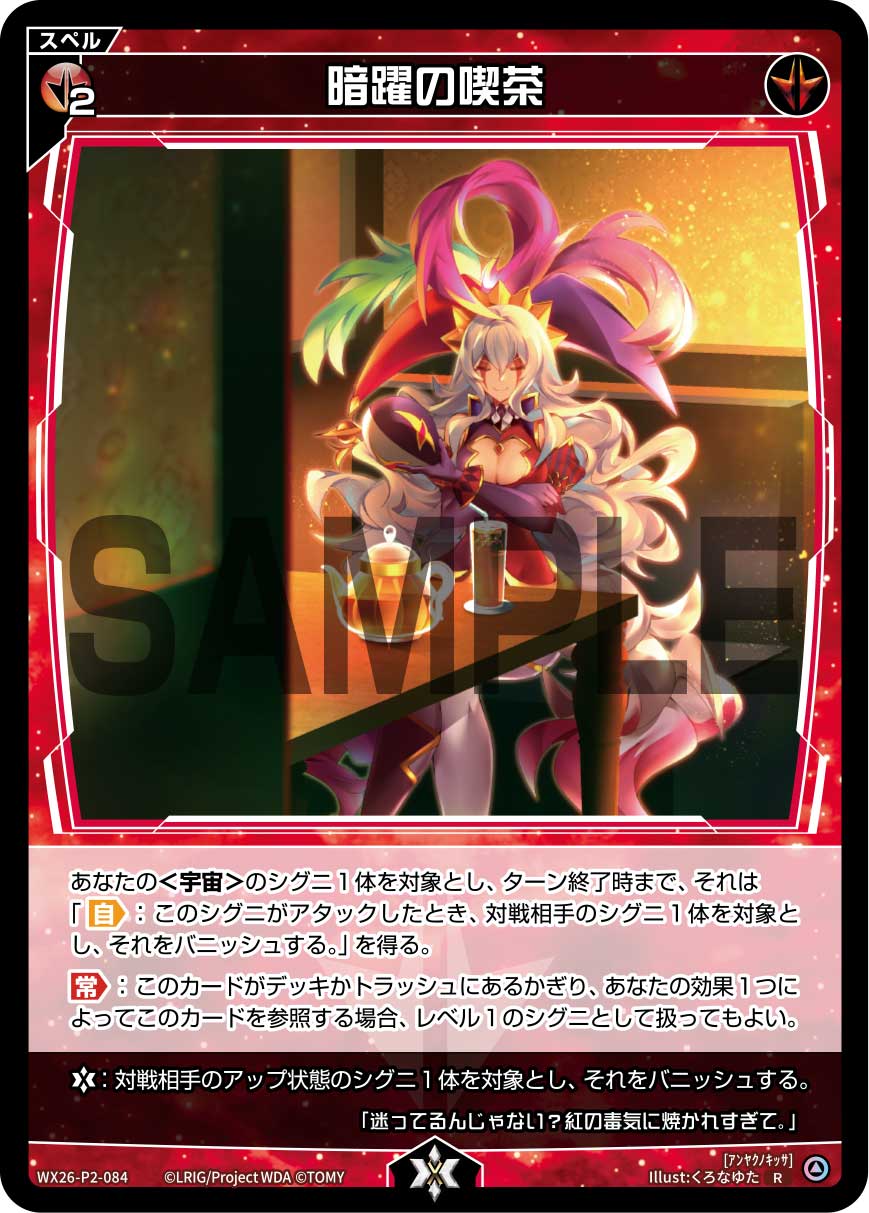 スペル
2
暗躍の喫茶
SAMPLE
あなたの<宇宙>のシグニ1体を対象とし、ターン終了時まで、それは
「自:このシグニがアタックしたとき、対戦相手のシグニ1体を対象と
し、それをバニッシュする。」を得る。
常:このカードがデッキかトラッシュにあるかぎり、あなたの効果1つに
よってこのカードを参照する場合、レベル1のシグニとして扱ってもよい。
:対戦相手のアップ状態のシグニ1体を対象とし、それをバニッシュする。
「迷ってるんじゃない?紅の毒気に焼かれすぎて。」
[アンヤクノキッサ]
WX26-P2-084 ©LRIG/Project WDA ©TOMY Illust:くろなゆた R